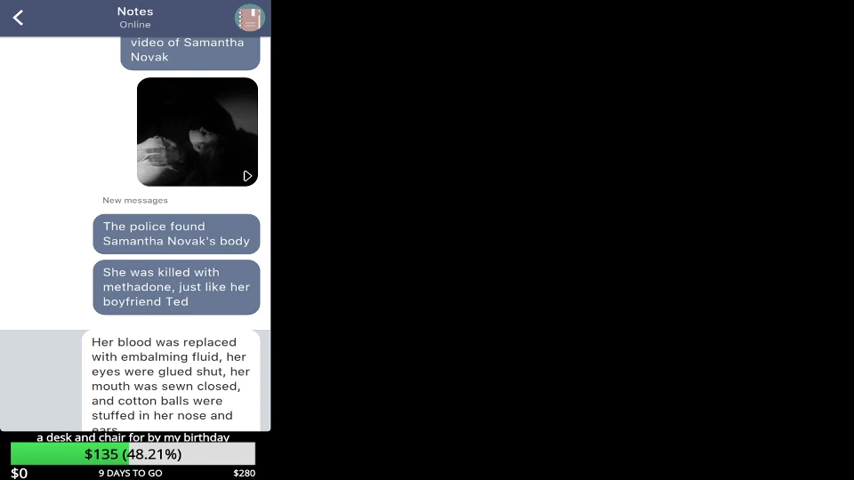 Notes
Online
video of Samantha
Novak
New messages
The police found
Samantha Novak's body
She was killed with
methadone, just like her
boyfriend Ted
Her blood was replaced
with embalming fluid, her
eyes were glued shut, her
mouth was sewn closed,
and cotton balls were
stuffed in her nose and
ears
a desk and chair for by my birthday
$135 (48.21%)
$0 9 DAYS TO GO $280